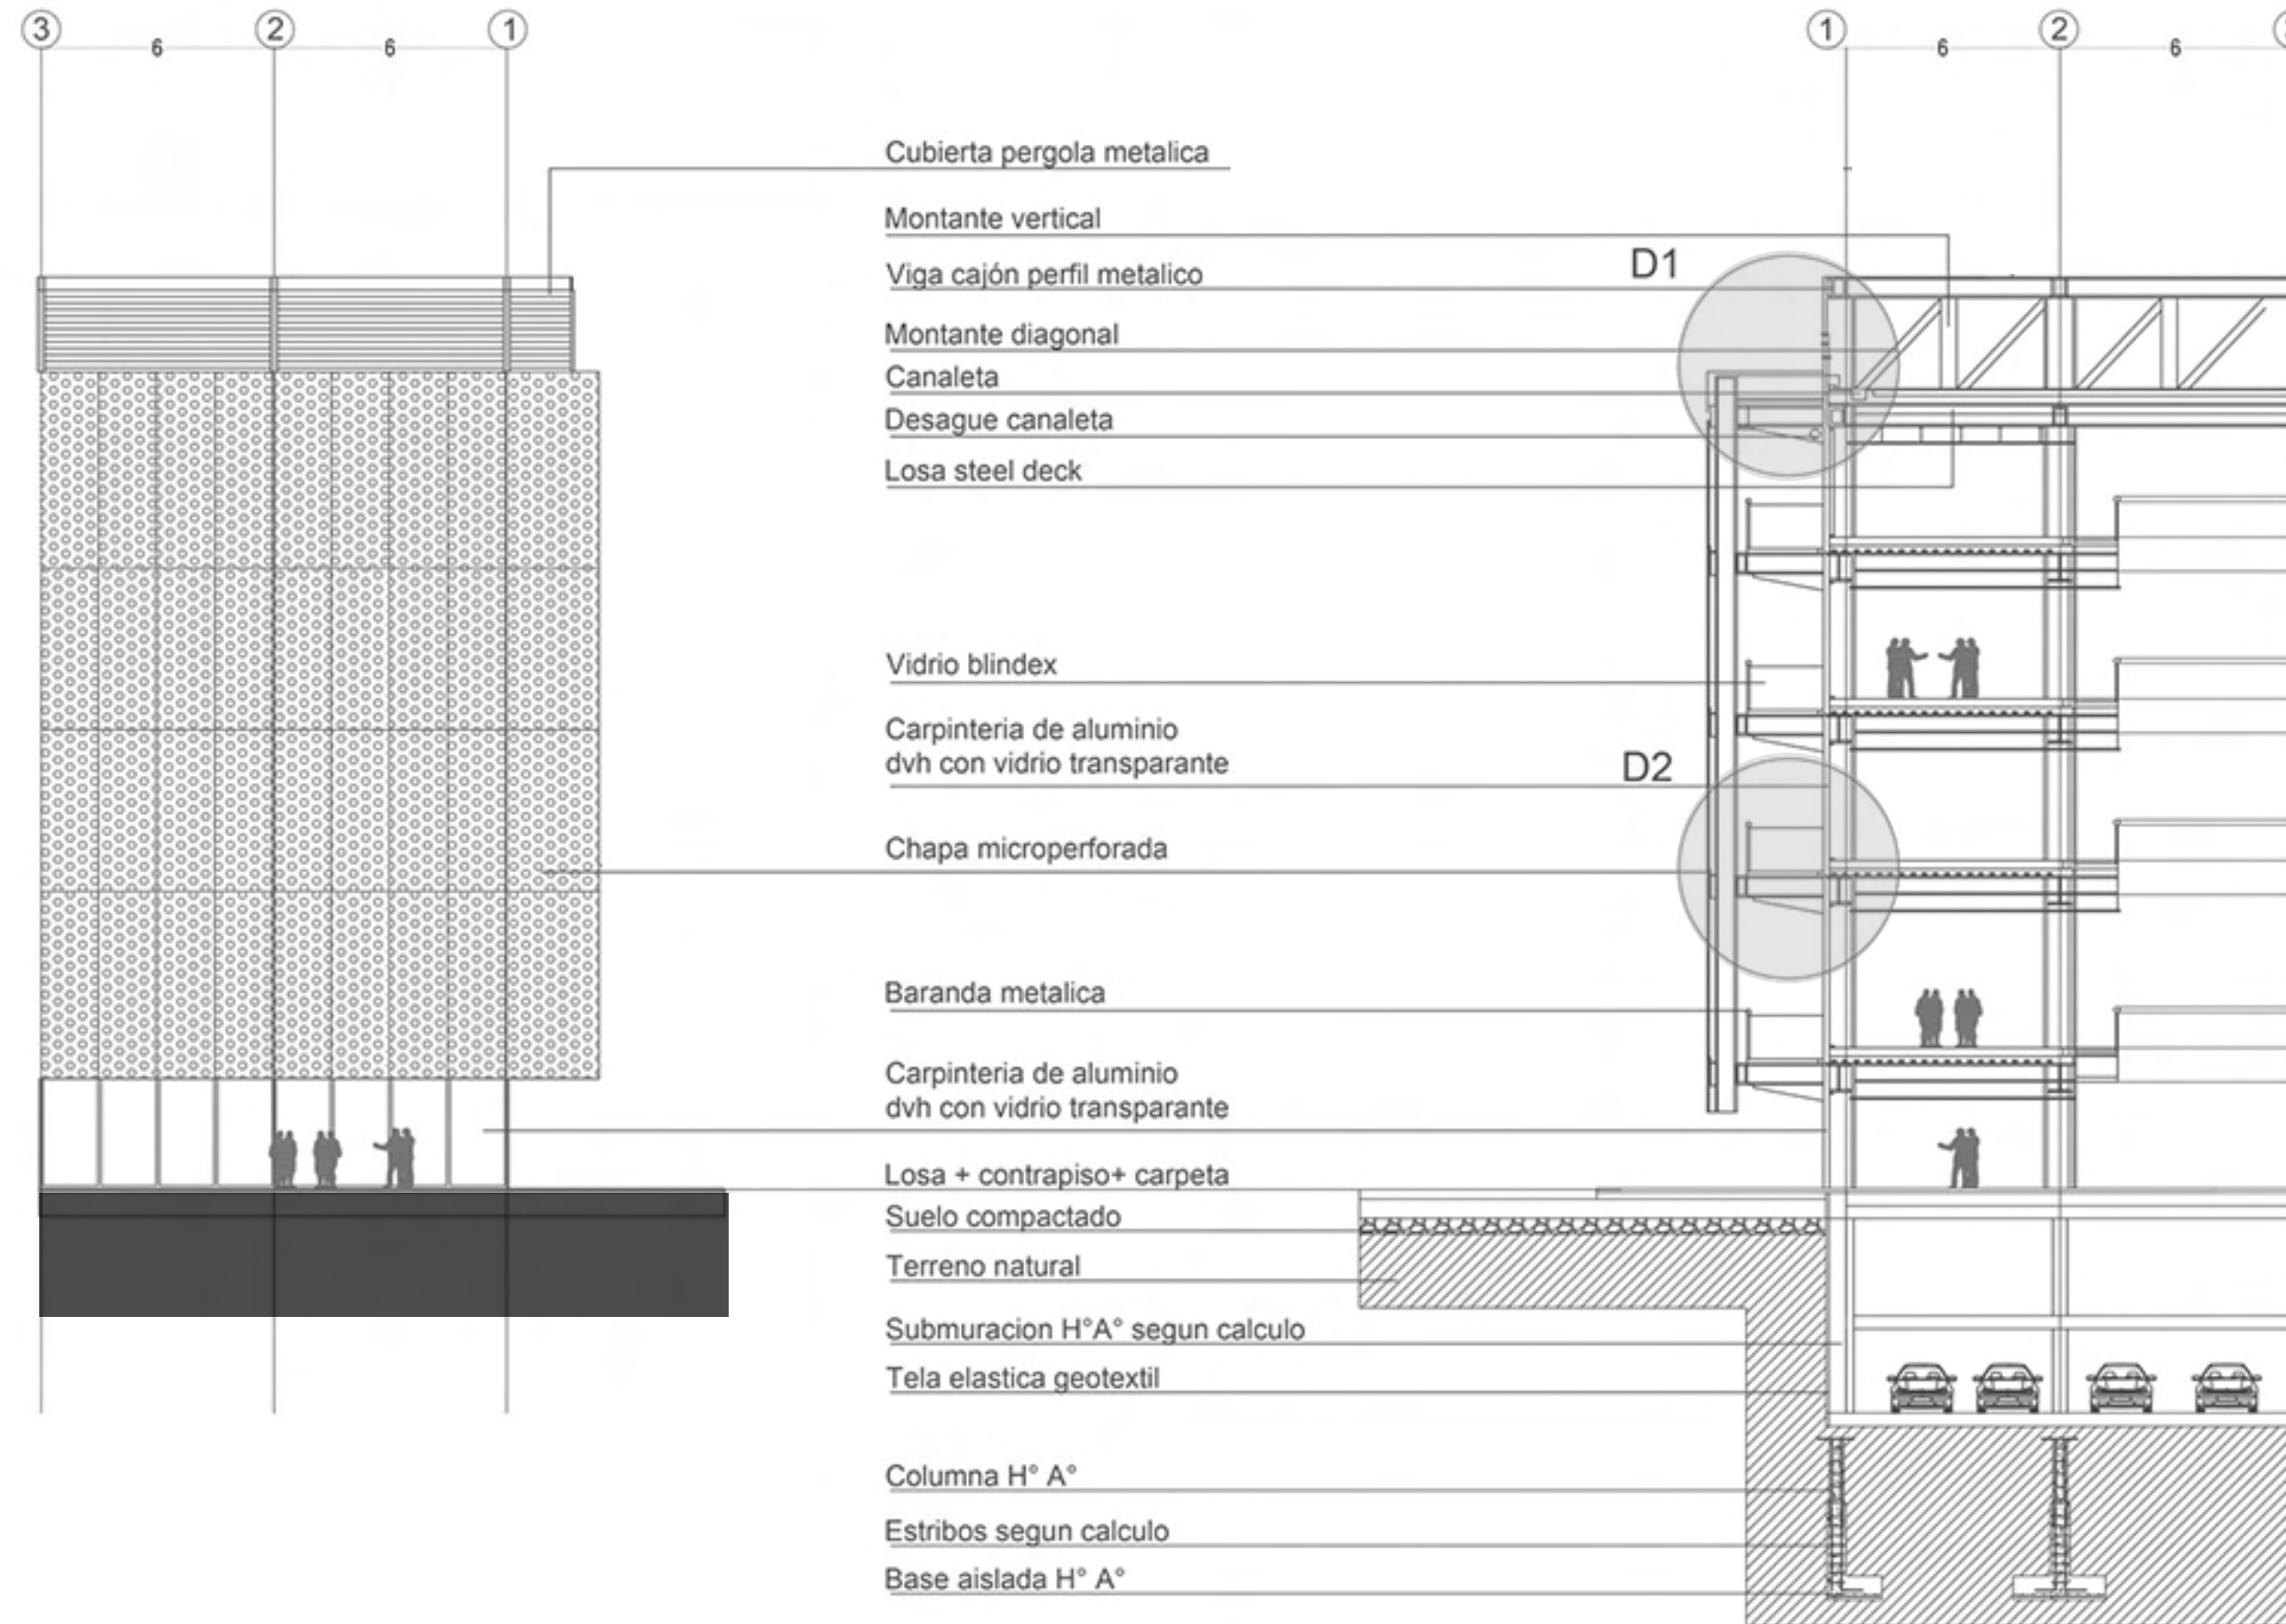 3 6 2 6 1
1 6 2 6
Cubierta pergola metalica
Montante vertical
D1
Viga cajón perfil metalico
Montante diagonal
Canaleta
Desague canaleta
Losa steel deck
Vidrio blindex
Carpinteria de aluminio
dvh con vidrio transparante
D2
Chapa microperforada
Baranda metalica
Carpinteria de aluminio
dvh con vidrio transparante
Losa + contrapiso+ carpeta
Suelo compactado
Terreno natural
Submuracion H°A° segun calculo
Tela elastica geotextil
Columna H° A°
Estribos segun calculo
Base aislada H° A°